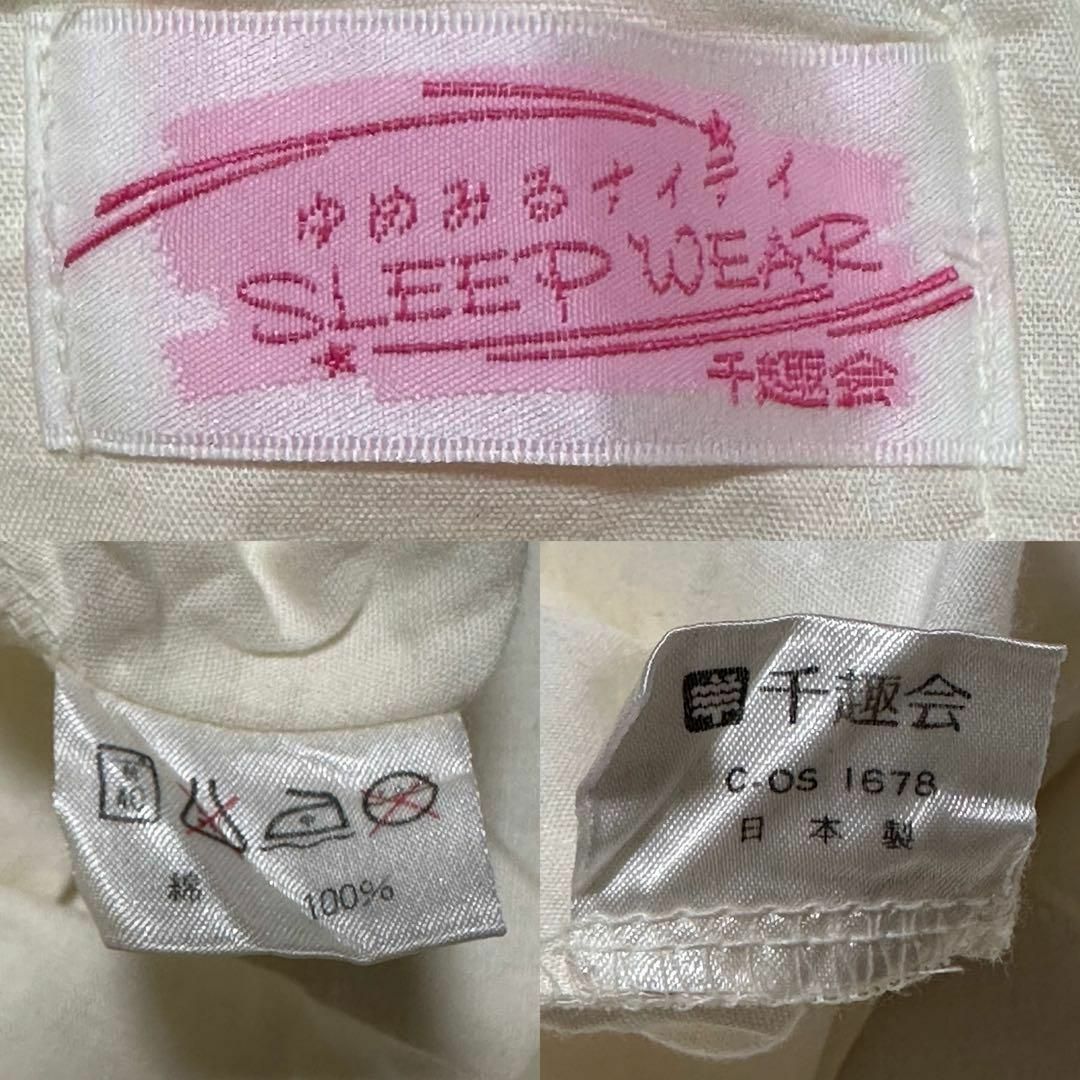 ゆめみるナイティ
SLEEP WEAR
千趣会
40
綿 100%
千趣会
C-OS 1678
日本製